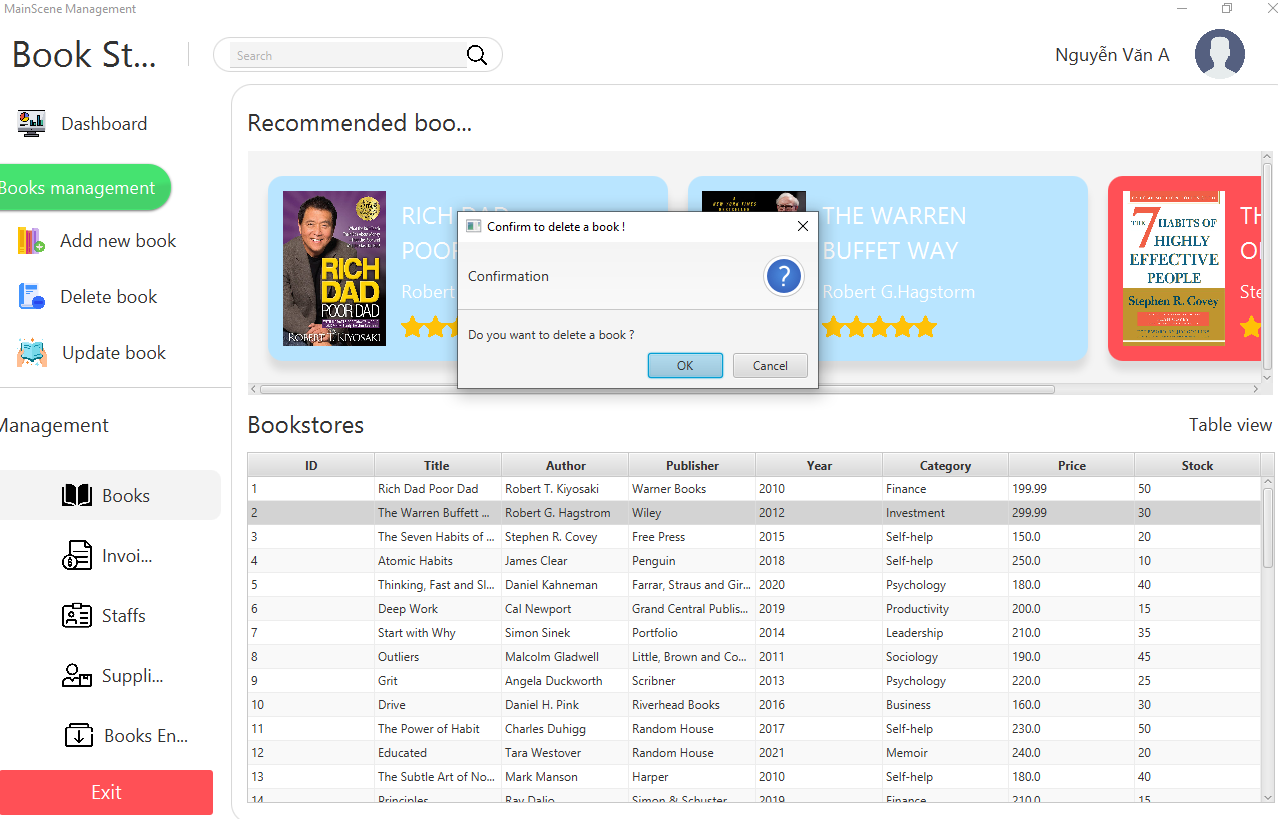 MainScene Management
Book St...
Search
Nguyễn Văn A
Dashboard
Books management
Add new book
Delete book
Update book
Management
Books
Invoi...
Staffs
Suppli...
Books En...
Exit
Recommended boo...
RICH DAD
POOR DAD
ROBERT T. KIYOSAKI
RICH DAD
POO
Robert
NEW YORK TIMES
THE WARREN
BUFFET WAY
Robert G.Hagstorm
THE 7 HABITS OF
HIGHLY
EFFECTIVE
PEOPLE
Stephen R. Covey
TH
O
Ste
Confirm to delete a book !
Confirmation
?
Do you want to delete a book ?
OK
Cancel
Bookstores
Table view
ID Title Author Publisher Year Category Price Stock
1 Rich Dad Poor Dad Robert T. Kiyosaki Warner Books 2010 Finance 199.99 50
2 The Warren Buffett ... Robert G. Hagstrom Wiley 2012 Investment 299.99 30
3 The Seven Habits of ... Stephen R. Covey Free Press 2015 Self-help 150.0 20
4 Atomic Habits James Clear Penguin 2018 Self-help 250.0 10
5 Thinking, Fast and Sl... Daniel Kahneman Farrar, Straus and Gir... 2020 Psychology 180.0 40
6 Deep Work Cal Newport Grand Central Publis... 2019 Productivity 200.0 15
7 Start with Why Simon Sinek Portfolio 2014 Leadership 210.0 35
8 Outliers Malcolm Gladwell Little, Brown and Co... 2011 Sociology 190.0 45
9 Grit Angela Duckworth Scribner 2013 Psychology 220.0 25
10 Drive Daniel H. Pink Riverhead Books 2016 Business 160.0 30
11 The Power of Habit Charles Duhigg Random House 2017 Self-help 230.0 50
12 Educated Tara Westover Random House 2021 Memoir 240.0 20
13 The Subtle Art of No... Mark Manson Harper 2010 Self-help 180.0 40
14 Principles Ray Dalio Simon & Schuster 2019 Finance 210.0 15